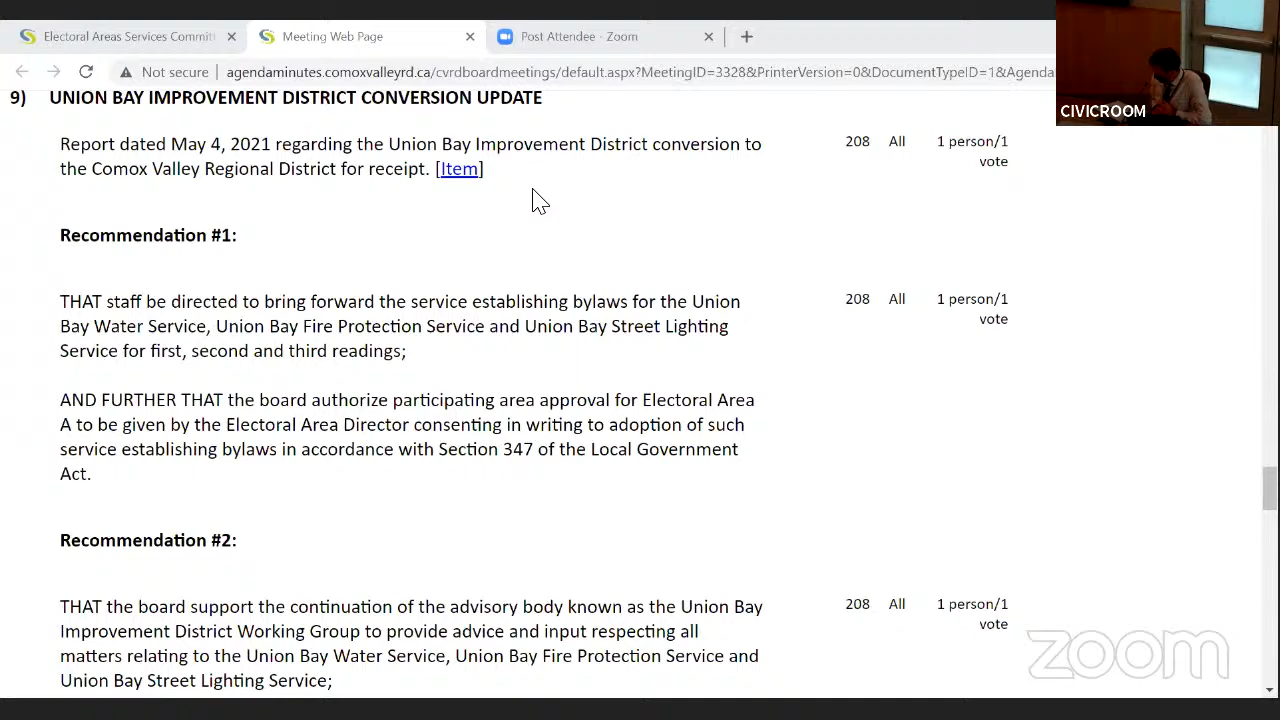 Electoral Areas Services Committ
Meeting Web Page
Post Attendee - Zoom
Not secure
agendaminutes.comoxvalleyrd.ca/cvrdboardmeetings/default.aspx?MeetingID=3328&PrinterVersion=0&DocumentTypeID=1&Agenda
CIVICROOM
9) UNION BAY IMPROVEMENT DISTRICT CONVERSION UPDATE
Report dated May 4, 2021 regarding the Union Bay Improvement District conversion to 208 All 1 person/1
the Comox Valley Regional District for receipt. [Item] vote
Recommendation #1:
THAT staff be directed to bring forward the service establishing bylaws for the Union 208 All 1 person/1
Bay Water Service, Union Bay Fire Protection Service and Union Bay Street Lighting vote
Service for first, second and third readings;
AND FURTHER THAT the board authorize participating area approval for Electoral Area
A to be given by the Electoral Area Director consenting in writing to adoption of such
service establishing bylaws in accordance with Section 347 of the Local Government
Act.
Recommendation #2:
THAT the board support the continuation of the advisory body known as the Union Bay 208 All 1 person/1
Improvement District Working Group to provide advice and input respecting all vote
matters relating to the Union Bay Water Service, Union Bay Fire Protection Service and
Union Bay Street Lighting Service;
zoom